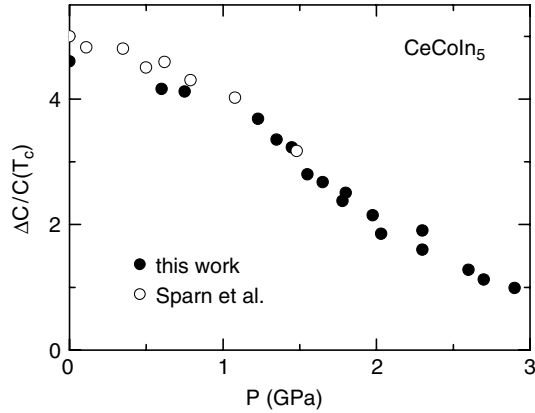 CeCoIn5
4
2
0
ΔC/C(Tc)
this work
Sparn et al.
0
1
2
3
P (GPa)